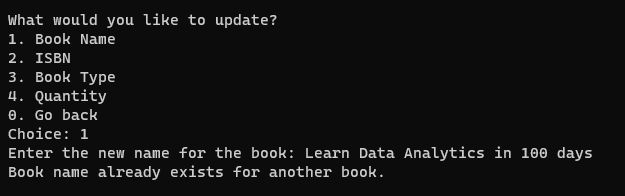 What would you like to update?
1. Book Name
2. ISBN
3. Book Type
4. Quantity
0. Go back
Choice: 1
Enter the new name for the book: Learn Data Analytics in 100 days
Book name already exists for another book.